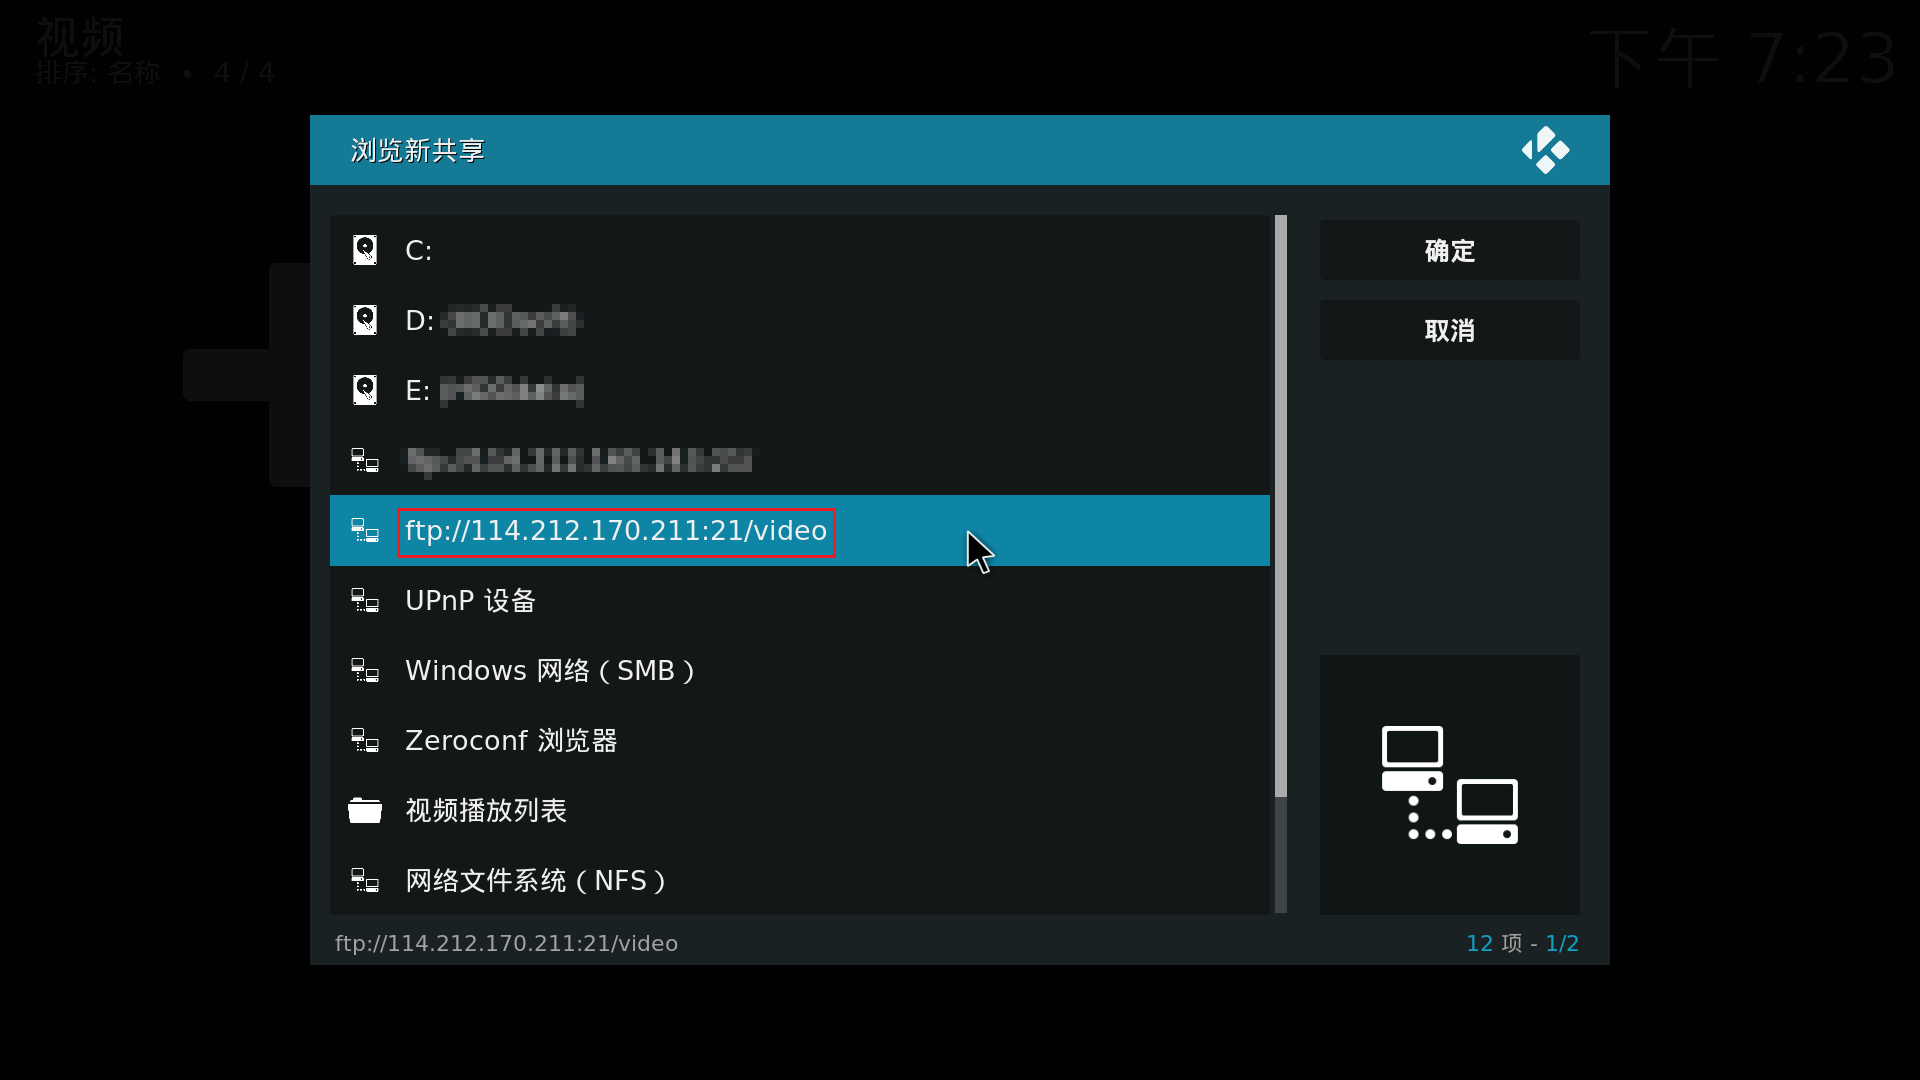 视频
排序: 名称 • 4 / 4
下午 7:23
浏览新共享
C:
D:
E:
ftp://114.212.170.211:21/video
UPnP 设备
Windows 网络（SMB）
Zeroconf 浏览器
视频播放列表
网络文件系统（NFS）
确定
取消
ftp://114.212.170.211:21/video
12 项 - 1/2